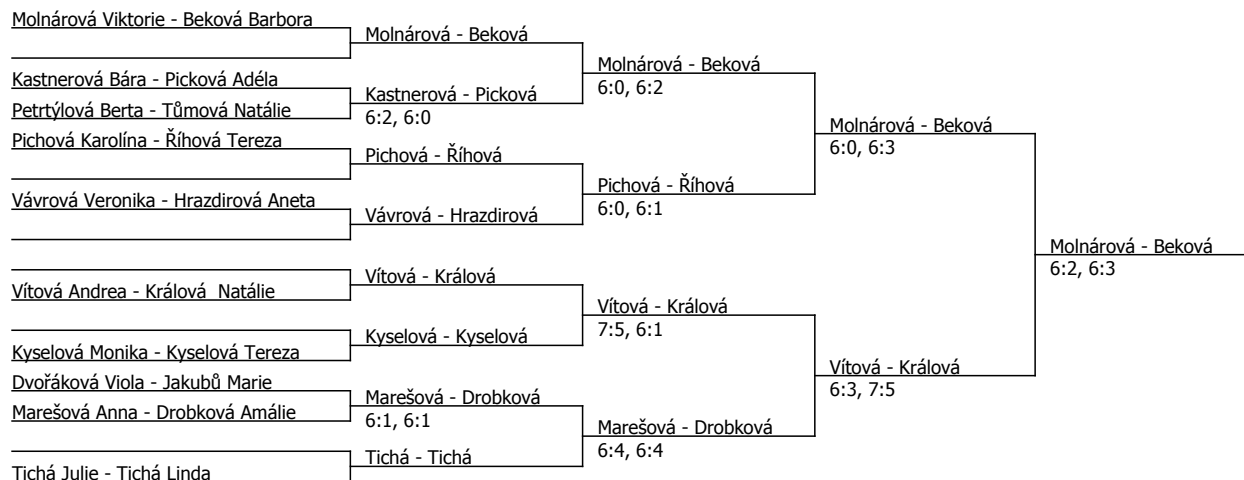 Molnárová Viktorie - Beková Barbora
Kastnerová Bára - Picková Adéla
Petrtýlová Berta - Tůmová Natálie
Pichová Karolína - Říhová Tereza
Vávrová Veronika - Hrazdirová Aneta
Vítová Andrea - Králová  Natálie
Kyselová Monika - Kyselová Tereza
Dvořáková Viola - Jakubů Marie
Marešová Anna - Drobková Amálie
Tichá Julie - Tichá Linda
Molnárová - Beková
Kastnerová - Picková
6:2, 6:0
Pichová - Říhová
Vávrová - Hrazdirová
Vítová - Králová
Kyselová - Kyselová
Marešová - Drobková
6:1, 6:1
Tichá - Tichá
Molnárová - Beková
6:0, 6:2
Pichová - Říhová
6:0, 6:1
Vítová - Králová
7:5, 6:1
Marešová - Drobková
6:4, 6:4
Molnárová - Beková
6:0, 6:3
Vítová - Králová
6:3, 7:5
Molnárová - Beková
6:2, 6:3